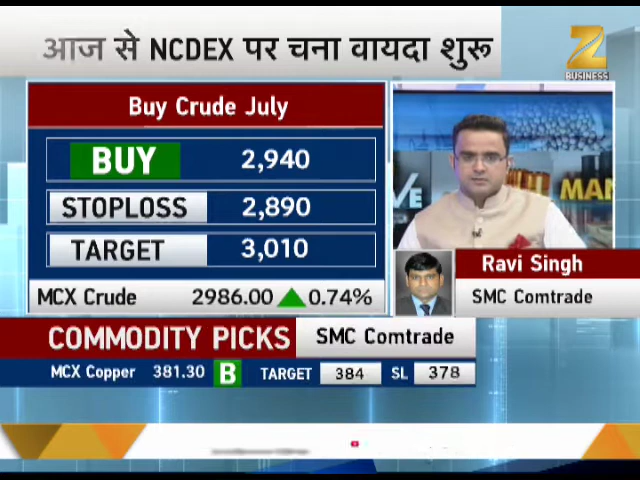 आज से NCDEX पर चना वायदा शुरू
Z
BUSINESS
Buy Crude July
BUY 2,940
STOPLOSS 2,890
TARGET 3,010
MCX Crude 2986.00 ▲ 0.74%
MAN
Ravi Singh
SMC Comtrade
COMMODITY PICKS SMC Comtrade
MCX Copper 381.30 B TARGET 384 SL 378